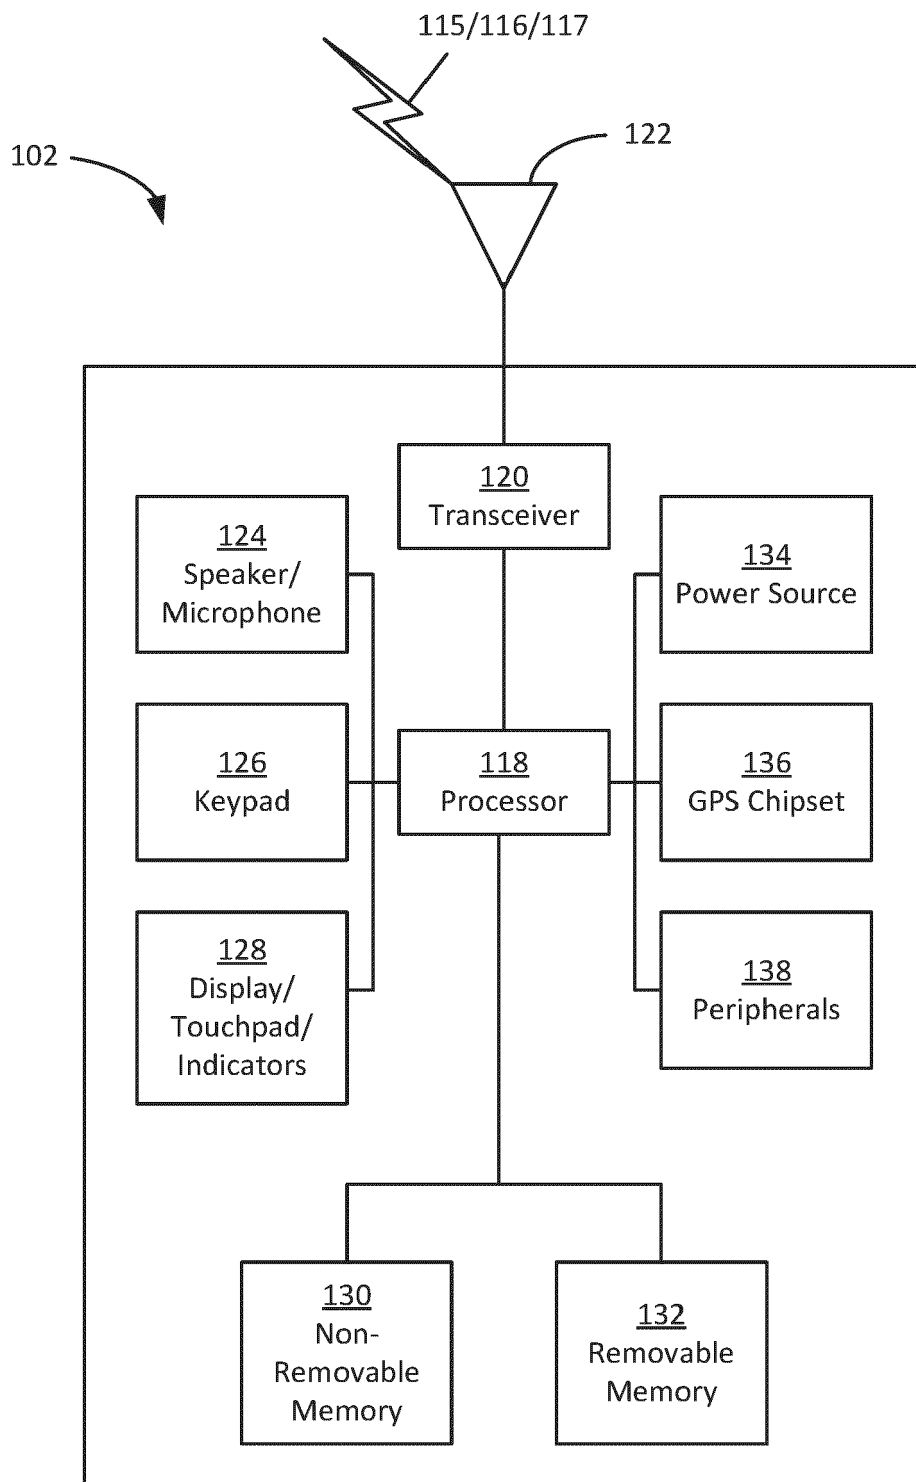 115/116/117
122
102
120
Transceiver
124
Speaker/
Microphone
134
Power Source
126
Keypad
118
Processor
136
GPS Chipset
128
Display/
Touchpad/
Indicators
138
Peripherals
130
Non-
Removable
Memory
132
Removable
Memory